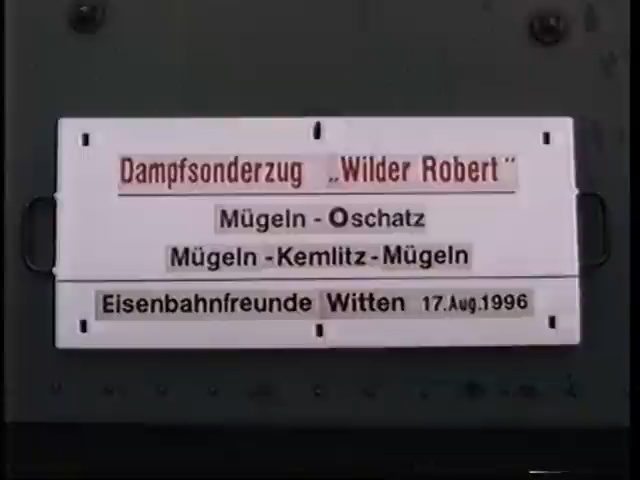 Dampfsonderzug „Wilder Robert“
Mügeln - Oschatz
Mügeln - Kemlitz - Mügeln
Eisenbahnfreunde Witten 17.Aug.1996